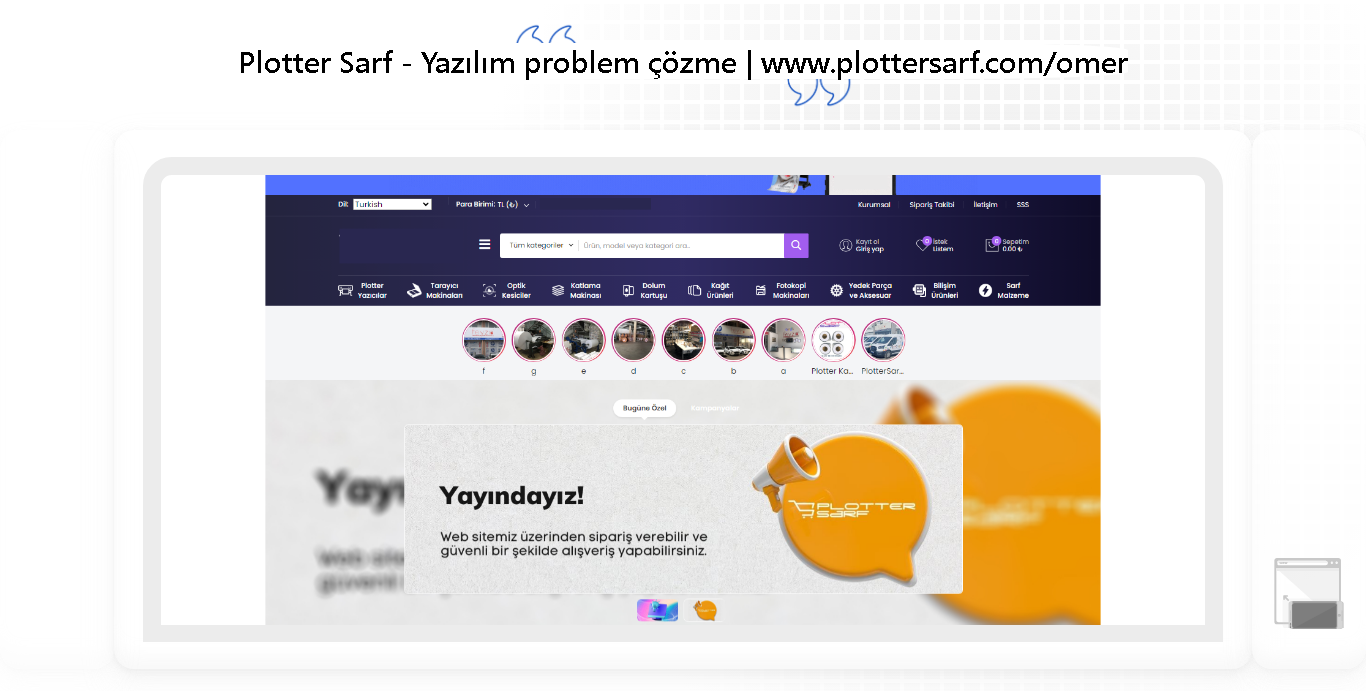 Plotter Sarf - Yazılım problem çözme | www.plottersarf.com/omer
Dil: Turkish
Para Birimi: TL (₺)
Kurumsal
Sipariş Takibi
İletişim
SSS
Tüm kategoriler
Ürün, model veya kategori ara..
Kayıt ol
Giriş yap
0
İstek
Listem
0
Sepetim
0.00 ₺
Plotter
Yazıcılar
Tarayıcı
Makinaları
Optik
Kesiciler
Katlama
Makinası
Dolum
Kartuşu
Kağıt
Ürünleri
Fotokopi
Makinaları
Yedek Parça
ve Aksesuar
Bilişim
Ürünleri
Sarf
Malzeme
f
g
e
d
c
b
a
Plotter Ka...
PlotterSar...
Bugüne Özel
Kampanyalar
Yayındayız!
Web sitemiz üzerinden sipariş verebilir ve
güvenli bir şekilde alışveriş yapabilirsiniz.
PLOTTER
SARF